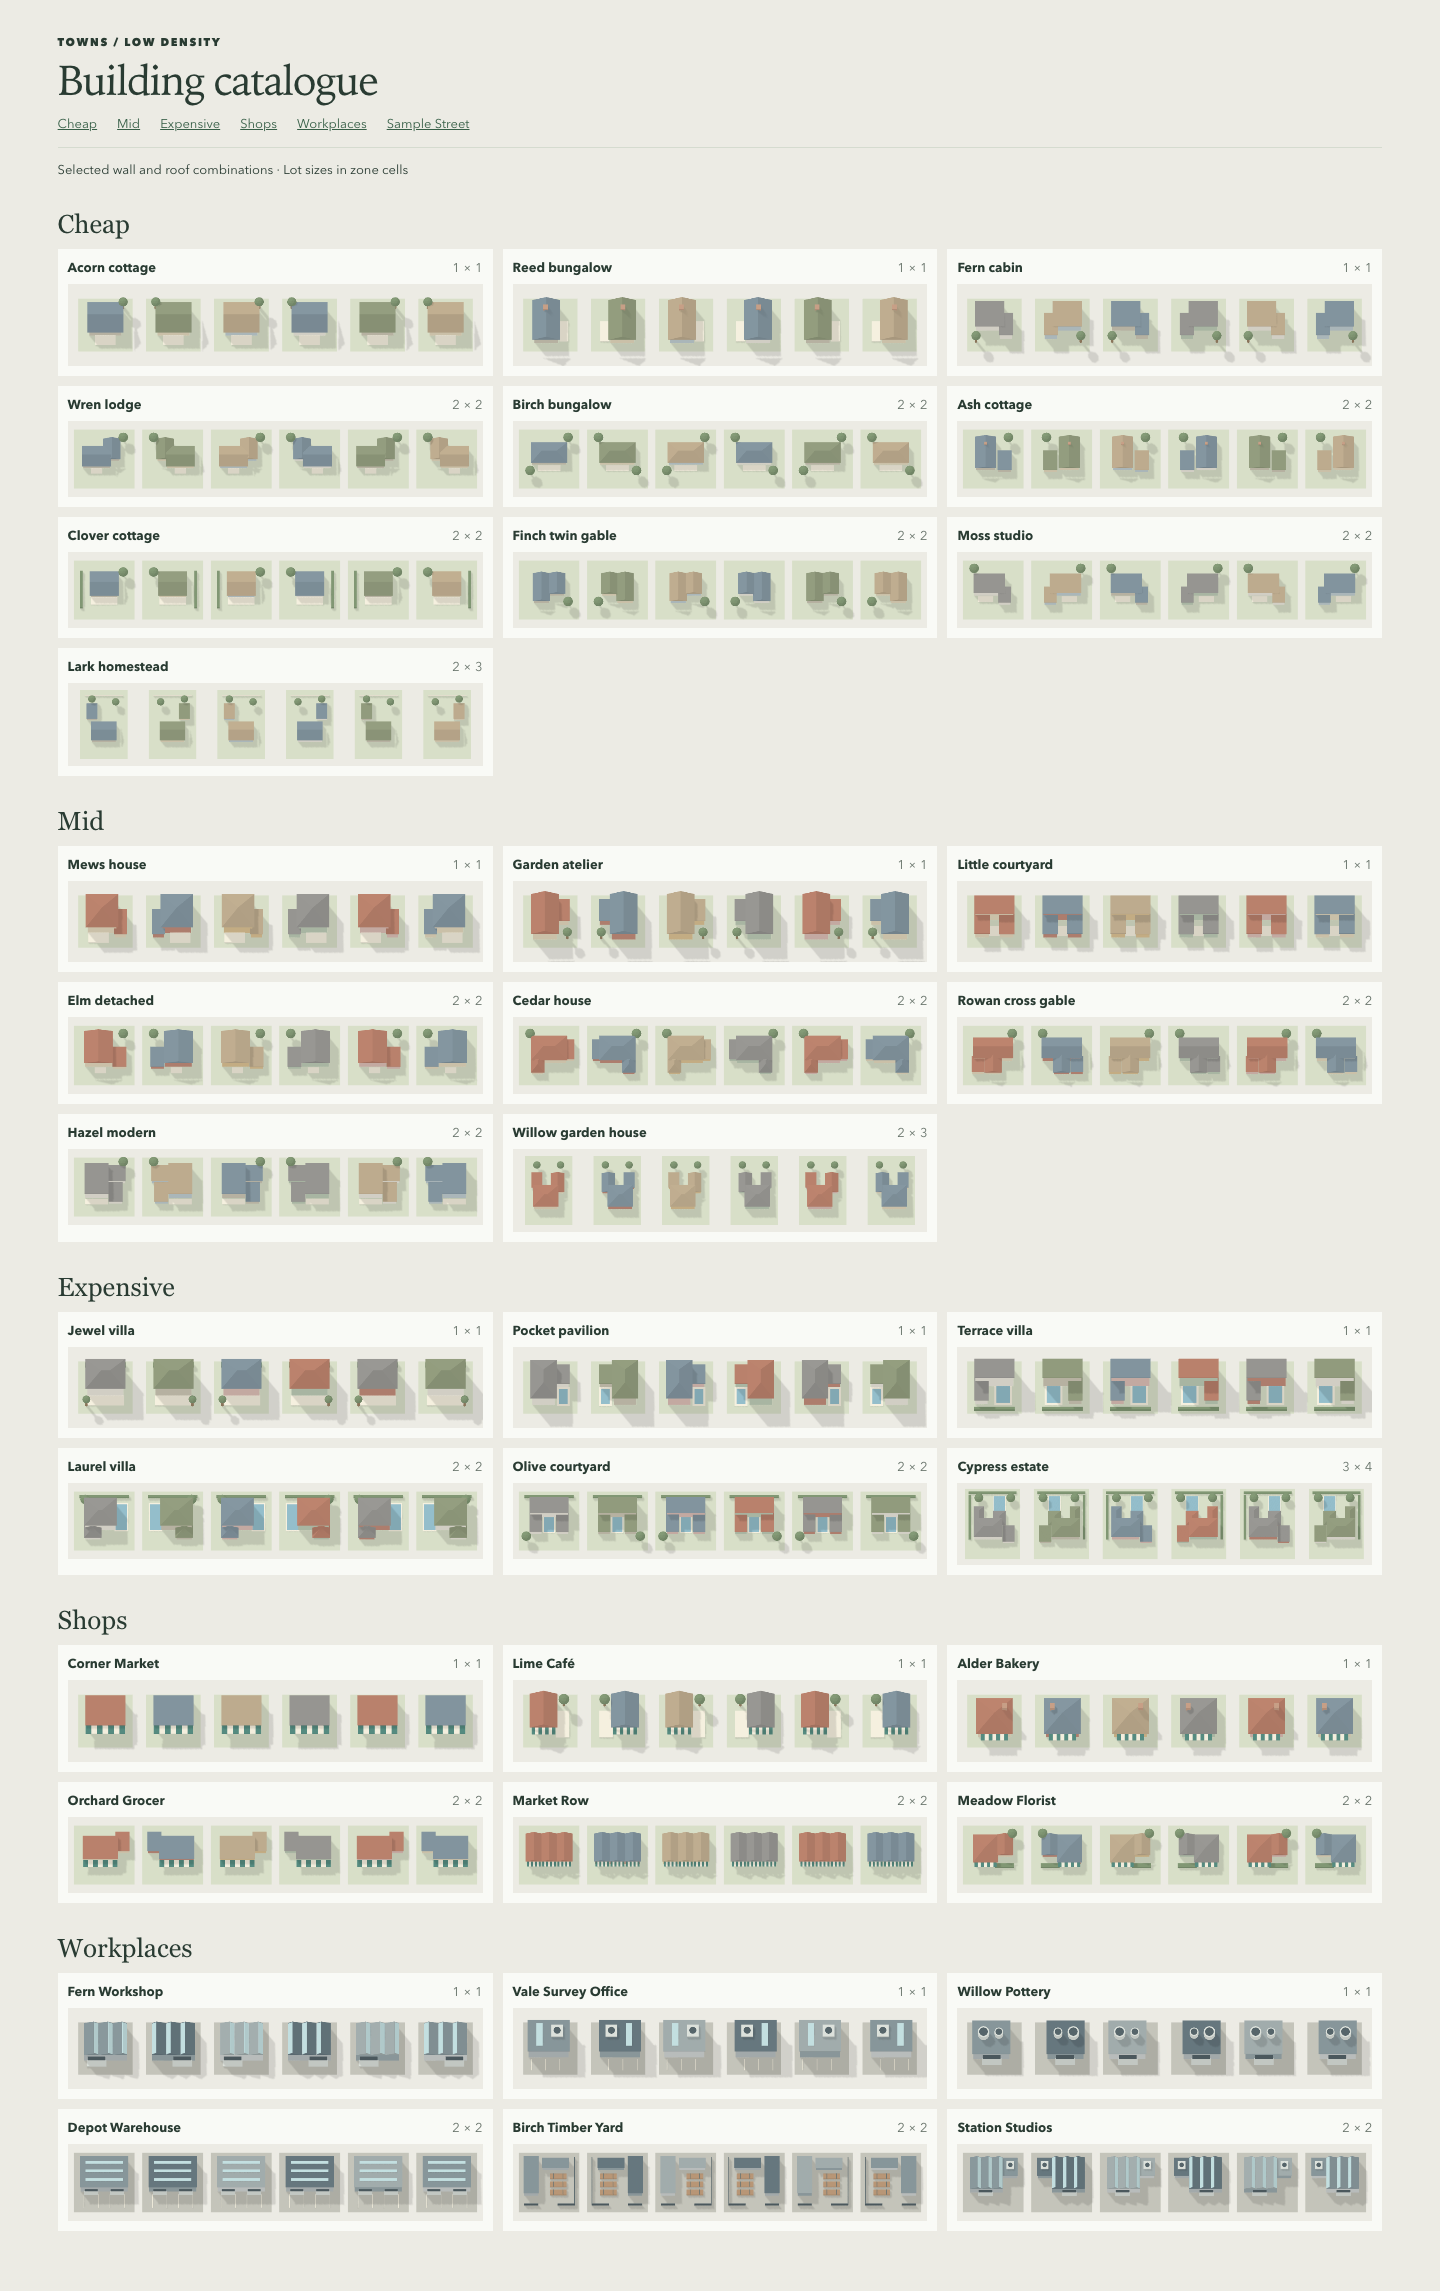 TOWNS / LOW DENSITY
Building catalogue
Cheap Mid Expensive Shops Workplaces Sample Street
Selected wall and roof combinations · Lot sizes in zone cells
Cheap
Acorn cottage 1 × 1
Reed bungalow 1 × 1
Fern cabin 1 × 1
Wren lodge 2 × 2
Birch bungalow 2 × 2
Ash cottage 2 × 2
Clover cottage 2 × 2
Finch twin gable 2 × 2
Moss studio 2 × 2
Lark homestead 2 × 3
Mid
Mews house 1 × 1
Garden atelier 1 × 1
Little courtyard 1 × 1
Elm detached 2 × 2
Cedar house 2 × 2
Rowan cross gable 2 × 2
Hazel modern 2 × 2
Willow garden house 2 × 3
Expensive
Jewel villa 1 × 1
Pocket pavilion 1 × 1
Terrace villa 1 × 1
Laurel villa 2 × 2
Olive courtyard 2 × 2
Cypress estate 3 × 4
Shops
Corner Market 1 × 1
Lime Café 1 × 1
Alder Bakery 1 × 1
Orchard Grocer 2 × 2
Market Row 2 × 2
Meadow Florist 2 × 2
Workplaces
Fern Workshop 1 × 1
Vale Survey Office 1 × 1
Willow Pottery 1 × 1
Depot Warehouse 2 × 2
Birch Timber Yard 2 × 2
Station Studios 2 × 2